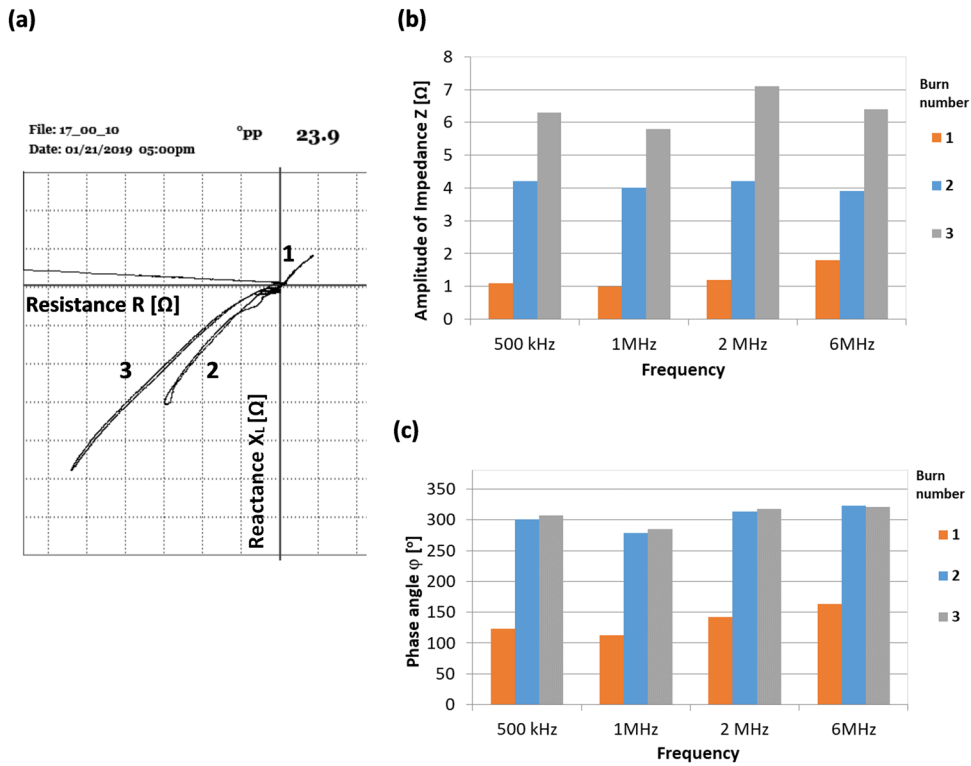 (a)
File: 17_00_10
°pp
23.9
Date: 01/21/2019 05:00pm
1
Resistance R [Ω]
3
2
Reactance XL [Ω]
(b)
Amplitude of Impedance Z [Ω]
8
7
6
5
4
3
2
1
0
500 kHz
1MHz
2 MHz
6MHz
Frequency
Burn
number
1
2
3
(c)
Phase angle φ [º]
350
300
250
200
150
100
50
0
500 kHz
1MHz
2 MHz
6MHz
Frequency
Burn
number
1
2
3